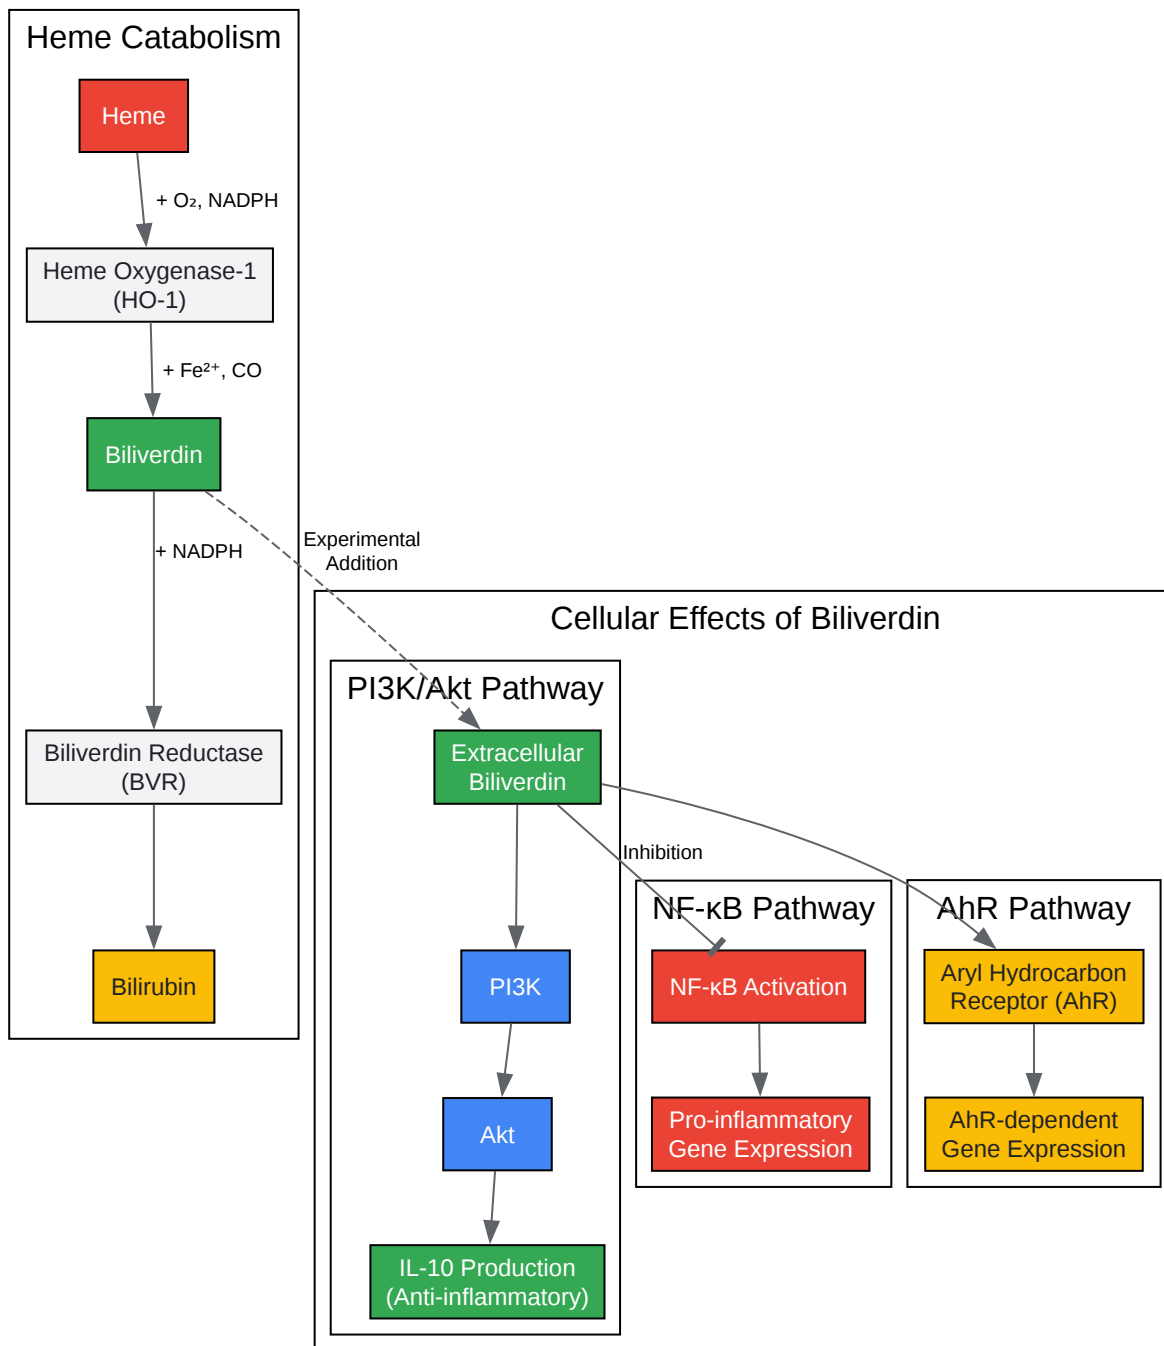 Heme Catabolism
Heme
+ O₂, NADPH
Heme Oxygenase-1
(HO-1)
+ Fe²⁺, CO
Biliverdin
+ NADPH
Experimental
Addition
Biliverdin Reductase
(BVR)
Bilirubin
Cellular Effects of Biliverdin
PI3K/Akt Pathway
Extracellular
Biliverdin
Inhibition
PI3K
Akt
IL-10 Production
(Anti-inflammatory)
NF-κB Pathway
NF-κB Activation
Pro-inflammatory
Gene Expression
AhR Pathway
Aryl Hydrocarbon
Receptor (AhR)
AhR-dependent
Gene Expression